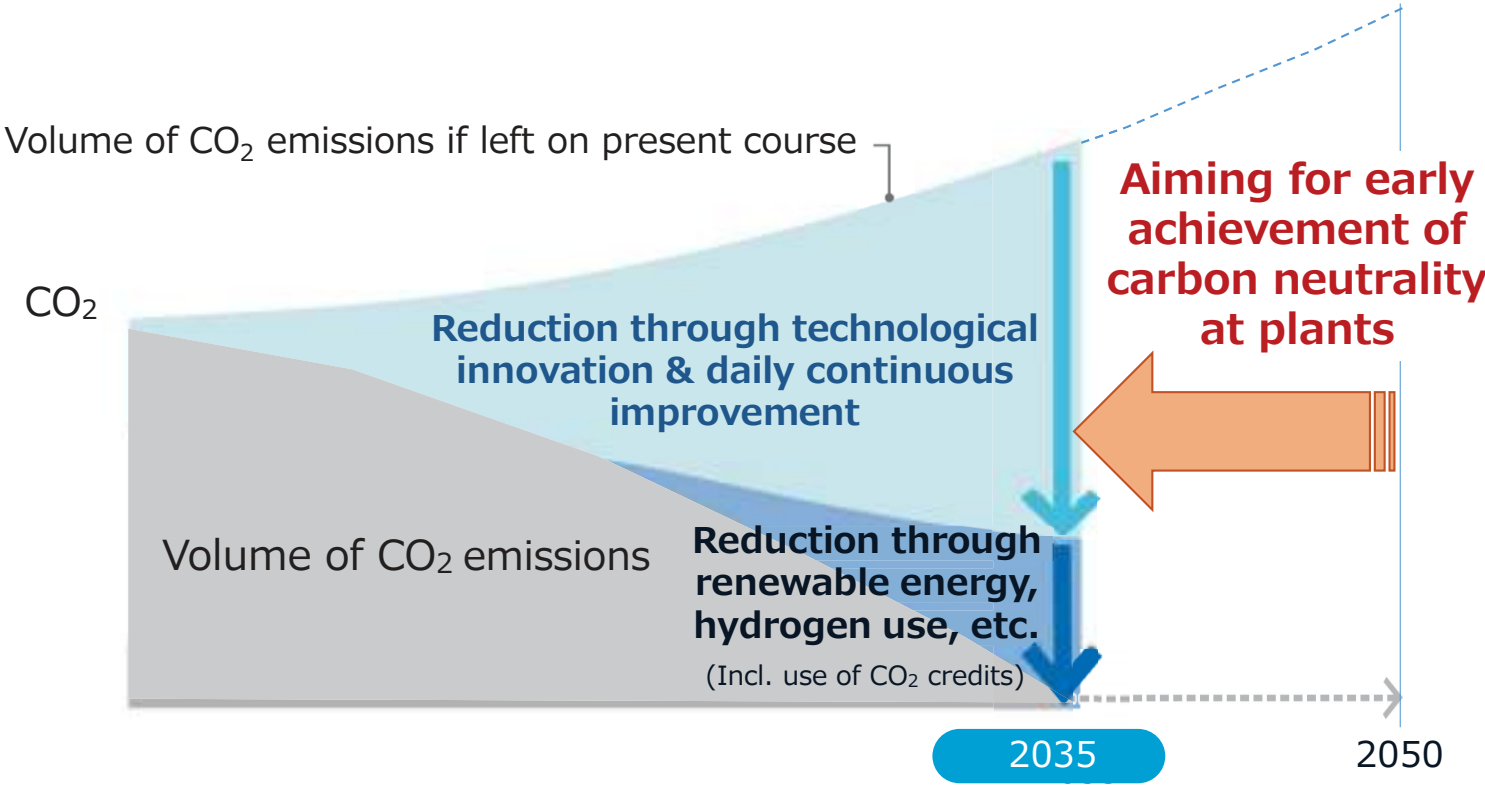 Volume of CO₂ emissions if left on present course
Aiming for early
achievement of
carbon neutrality
at plants
CO₂
Reduction through technological
innovation & daily continuous
improvement
Volume of CO₂ emissions
Reduction through
renewable energy,
hydrogen use, etc.
(Incl. use of CO₂ credits)
2035
2050